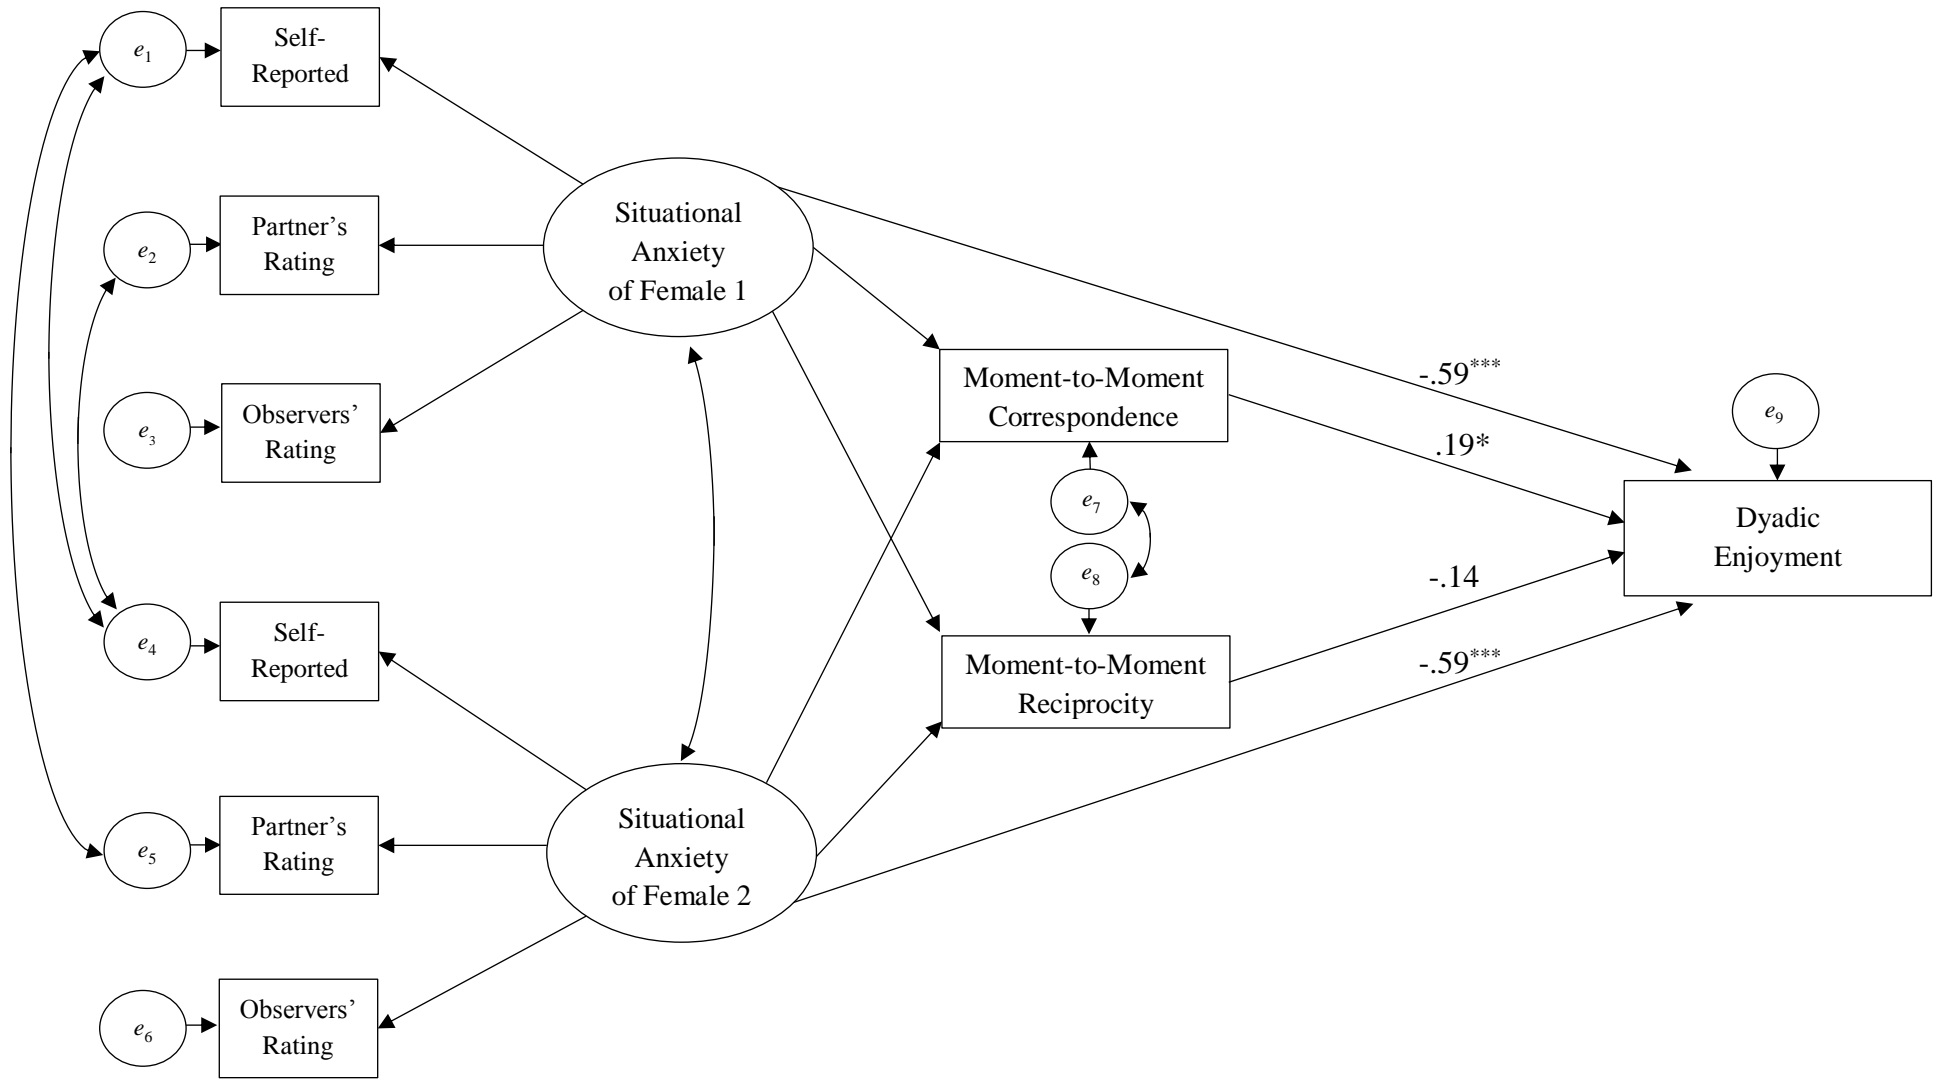 e1
Self-
Reported
e2
Partner’s
Rating
Situational
Anxiety
of Female 1
e3
Observers’
Rating
Moment-to-Moment
Correspondence
-.59***
.19*
e9
e7
e8
Dyadic
Enjoyment
-.14
-.59***
e4
Self-
Reported
Moment-to-Moment
Reciprocity
e5
Partner’s
Rating
Situational
Anxiety
of Female 2
e6
Observers’
Rating